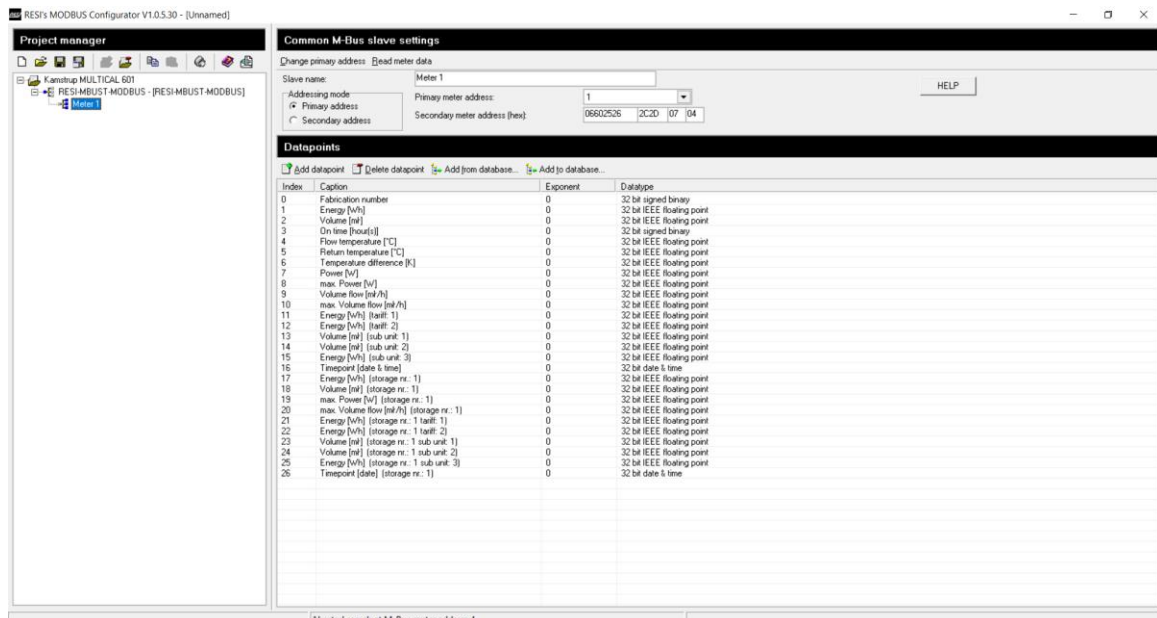 RESI's MODBUS Configurator V1.0.5.30 - [Unnamed]
Project manager
Kamstrup MULTICAL 601
RESI-MBUST-MODBUS - [RESI-MBUST-MODBUS]
Meter 1
Common M-Bus slave settings
Change primary address Read meter data
Slave name: Meter 1
Addressing mode
Primary address
Secondary address
Primary meter address: 1
Secondary meter address (hex): 06602526 2C2D 07 04
HELP
Datapoints
Add datapoint Delete datapoint Add from database... Add to database...
Index Caption Exponent Datatype
0 Fabrication number 0 32 bit signed binary
1 Energy [Wh] 0 32 bit IEEE floating point
2 Volume [mł] 0 32 bit IEEE floating point
3 On time [hour(s)] 0 32 bit signed binary
4 Flow temperature [°C] 0 32 bit IEEE floating point
5 Return temperature [°C] 0 32 bit IEEE floating point
6 Temperature difference [K] 0 32 bit IEEE floating point
7 Power [W] 0 32 bit IEEE floating point
8 max. Power [W] 0 32 bit IEEE floating point
9 Volume flow [mł/h] 0 32 bit IEEE floating point
10 max. Volume flow [mł/h] 0 32 bit IEEE floating point
11 Energy [Wh] (tariff: 1) 0 32 bit IEEE floating point
12 Energy [Wh] (tariff: 2) 0 32 bit IEEE floating point
13 Volume [mł] (sub unit: 1) 0 32 bit IEEE floating point
14 Volume [mł] (sub unit: 2) 0 32 bit IEEE floating point
15 Energy [Wh] (sub unit: 3) 0 32 bit IEEE floating point
16 Timepoint [date & time] 0 32 bit date & time
17 Energy [Wh] (storage nr.: 1) 0 32 bit IEEE floating point
18 Volume [mł] (storage nr.: 1) 0 32 bit IEEE floating point
19 max. Power [W] (storage nr.: 1) 0 32 bit IEEE floating point
20 max. Volume flow [mł/h] (storage nr.: 1) 0 32 bit IEEE floating point
21 Energy [Wh] (storage nr.: 1 tariff: 1) 0 32 bit IEEE floating point
22 Energy [Wh] (storage nr.: 1 tariff: 2) 0 32 bit IEEE floating point
23 Volume [mł] (storage nr.: 1 sub unit: 1) 0 32 bit IEEE floating point
24 Volume [mł] (storage nr.: 1 sub unit: 2) 0 32 bit IEEE floating point
25 Energy [Wh] (storage nr.: 1 sub unit: 3) 0 32 bit IEEE floating point
26 Timepoint [date] (storage nr.: 1) 0 32 bit date & time